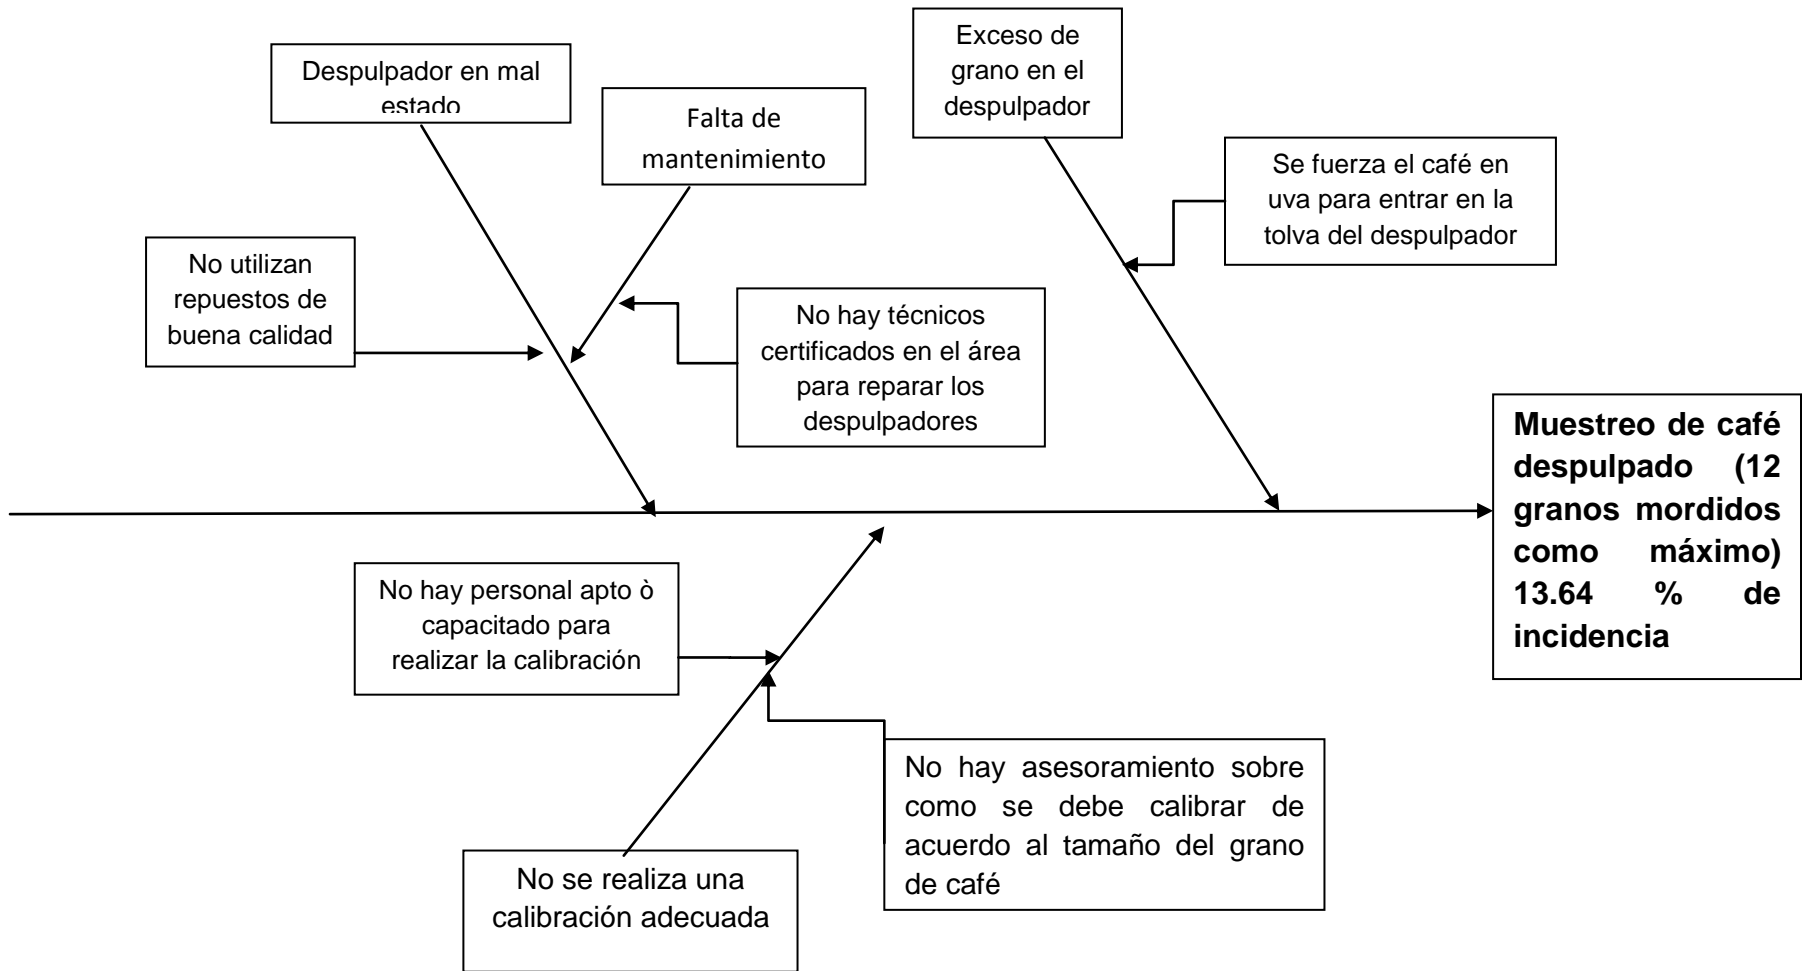 Despulpador en mal
estado
Falta de
mantenimiento
Exceso de
grano en el
despulpador
Se fuerza el café en
uva para entrar en la
tolva del despulpador
No utilizan
repuestos de
buena calidad
No hay técnicos
certificados en el área
para reparar los
despulpadores
Muestreo de café
despulpado (12
granos mordidos
como máximo)
13.64 % de
incidencia
No hay personal apto ò
capacitado para
realizar la calibración
No hay asesoramiento sobre
como se debe calibrar de
acuerdo al tamaño del grano
de café
No se realiza una
calibración adecuada